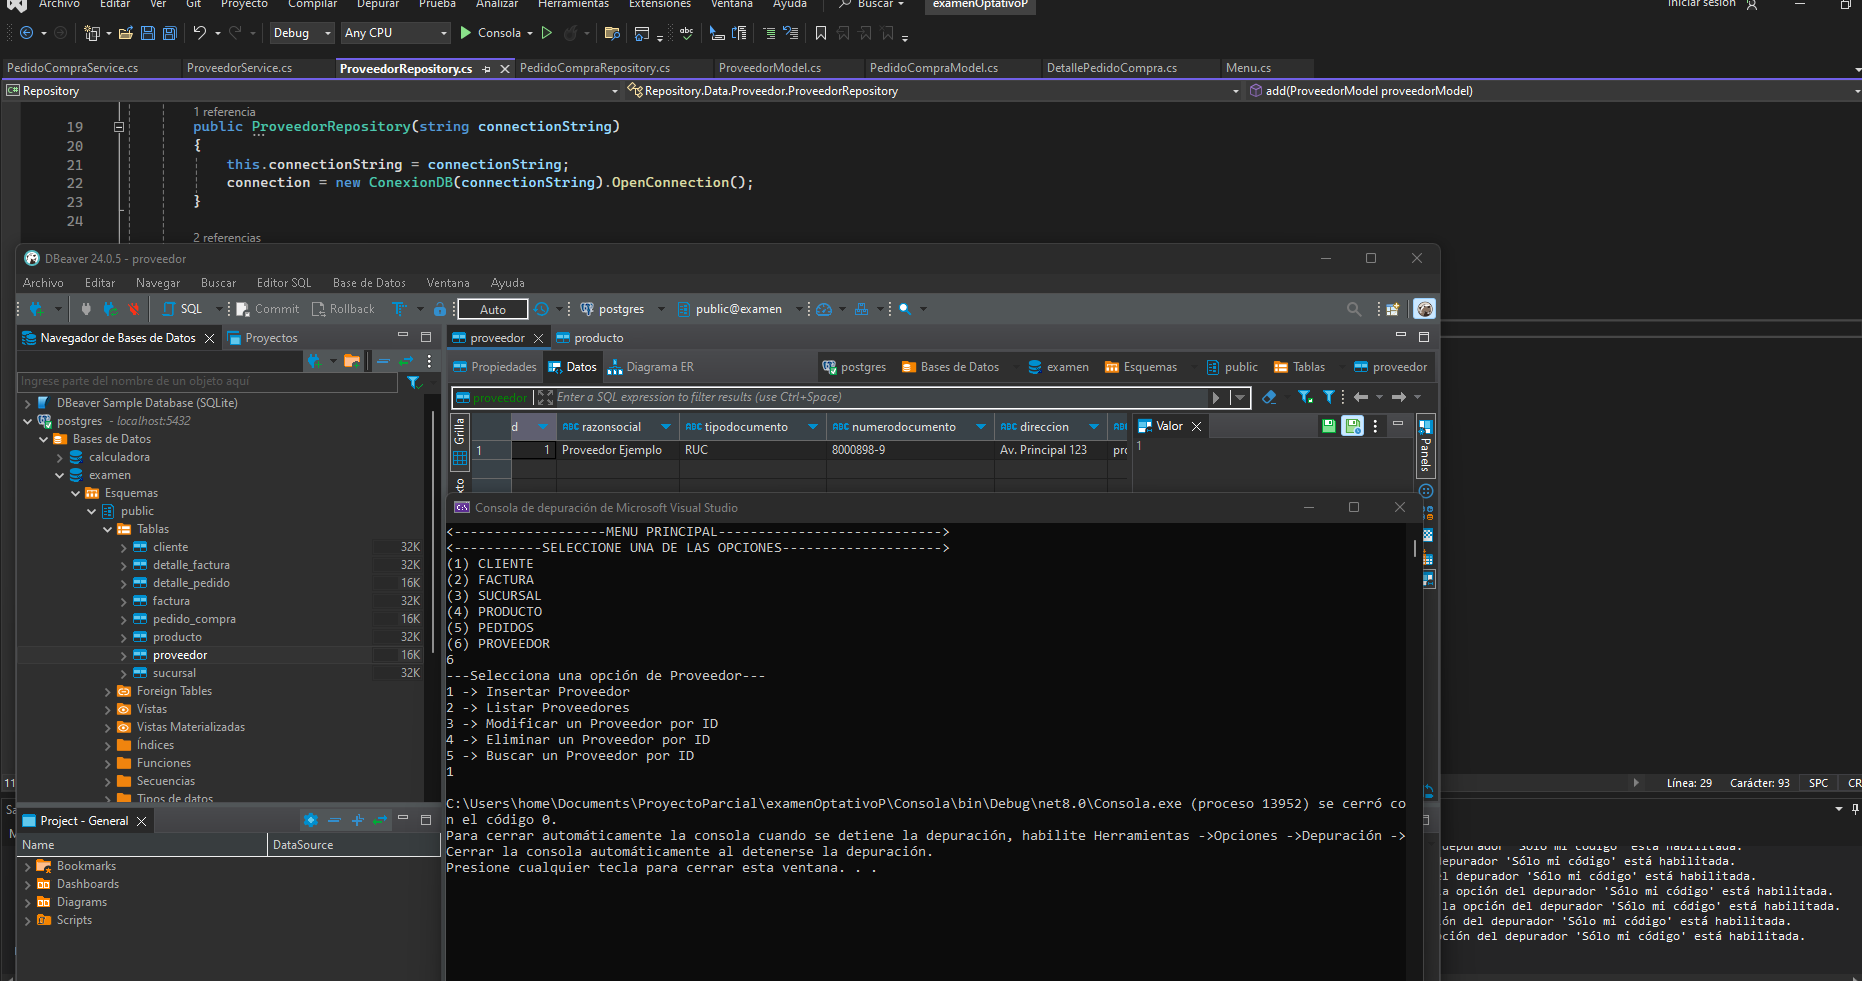 Archivo Editar Ver Git Proyecto Compilar Depurar Prueba Analizar Herramientas Extensiones Ventana Ayuda Buscar examenOptativoP Iniciar sesión
Debug Any CPU Consola
PedidoCompraService.cs ProveedorService.cs ProveedorRepository.cs PedidoCompraRepository.cs ProveedorModel.cs PedidoCompraModel.cs DetallePedidoCompra.cs Menu.cs
C# Repository Repository.Data.Proveedor.ProveedorRepository add(ProveedorModel proveedorModel)
1 referencia
19 public ProveedorRepository(string connectionString)
20 {
21 this.connectionString = connectionString;
22 connection = new ConexionDB(connectionString).OpenConnection();
23 }
24
2 referencias
DBeaver 24.0.5 - proveedor
Archivo Editar Navegar Buscar Editor SQL Base de Datos Ventana Ayuda
SQL Commit Rollback Auto postgres public@examen
Navegador de Bases de Datos Proyectos
proveedor producto
Propiedades Datos Diagrama ER postgres Bases de Datos examen Esquemas public Tablas proveedor
Ingrese parte del nombre de un objeto aquí
proveedor Enter a SQL expression to filter results (use Ctrl+Space)
DBeaver Sample Database (SQLite)
postgres - localhost:5432
Bases de Datos
calculadora
examen
Esquemas
public
Tablas
cliente 32K
detalle_factura 32K
detalle_pedido 16K
factura 32K
pedido_compra 16K
producto 32K
proveedor 16K
sucursal 32K
Foreign Tables
Vistas
Vistas Materializadas
Índices
Funciones
Secuencias
Tipos de datos
Grilla
d ABC razonsocial ABC tipodocumento ABC numerodocumento ABC direccion ABC
1 1 Proveedor Ejemplo RUC 8000898-9 Av. Principal 123 pro
Valor
1
Panels
Project - General
Name DataSource
Bookmarks
Dashboards
Diagrams
Scripts
Consola de depuración de Microsoft Visual Studio
<-------------------MENU PRINCIPAL---------------------------->
<-----------SELECCIONE UNA DE LAS OPCIONES-------------------->
(1) CLIENTE
(2) FACTURA
(3) SUCURSAL
(4) PRODUCTO
(5) PEDIDOS
(6) PROVEEDOR
6
---Selecciona una opción de Proveedor---
1 -> Insertar Proveedor
2 -> Listar Proveedores
3 -> Modificar un Proveedor por ID
4 -> Eliminar un Proveedor por ID
5 -> Buscar un Proveedor por ID
1
C:\Users\home\Documents\ProyectoParcial\examenOptativoP\Consola\bin\Debug\net8.0\Consola.exe (proceso 13952) se cerró co
n el código 0.
Para cerrar automáticamente la consola cuando se detiene la depuración, habilite Herramientas ->Opciones ->Depuración ->
Cerrar la consola automáticamente al detenerse la depuración.
Presione cualquier tecla para cerrar esta ventana. . .
Línea: 29 Carácter: 93 SPC CR
depurador 'Sólo mi código' está habilitada.
depurador 'Sólo mi código' está habilitada.
el depurador 'Sólo mi código' está habilitada.
la opción del depurador 'Sólo mi código' está habilitada.
la opción del depurador 'Sólo mi código' está habilitada.
ón del depurador 'Sólo mi código' está habilitada.
pción del depurador 'Sólo mi código' está habilitada.